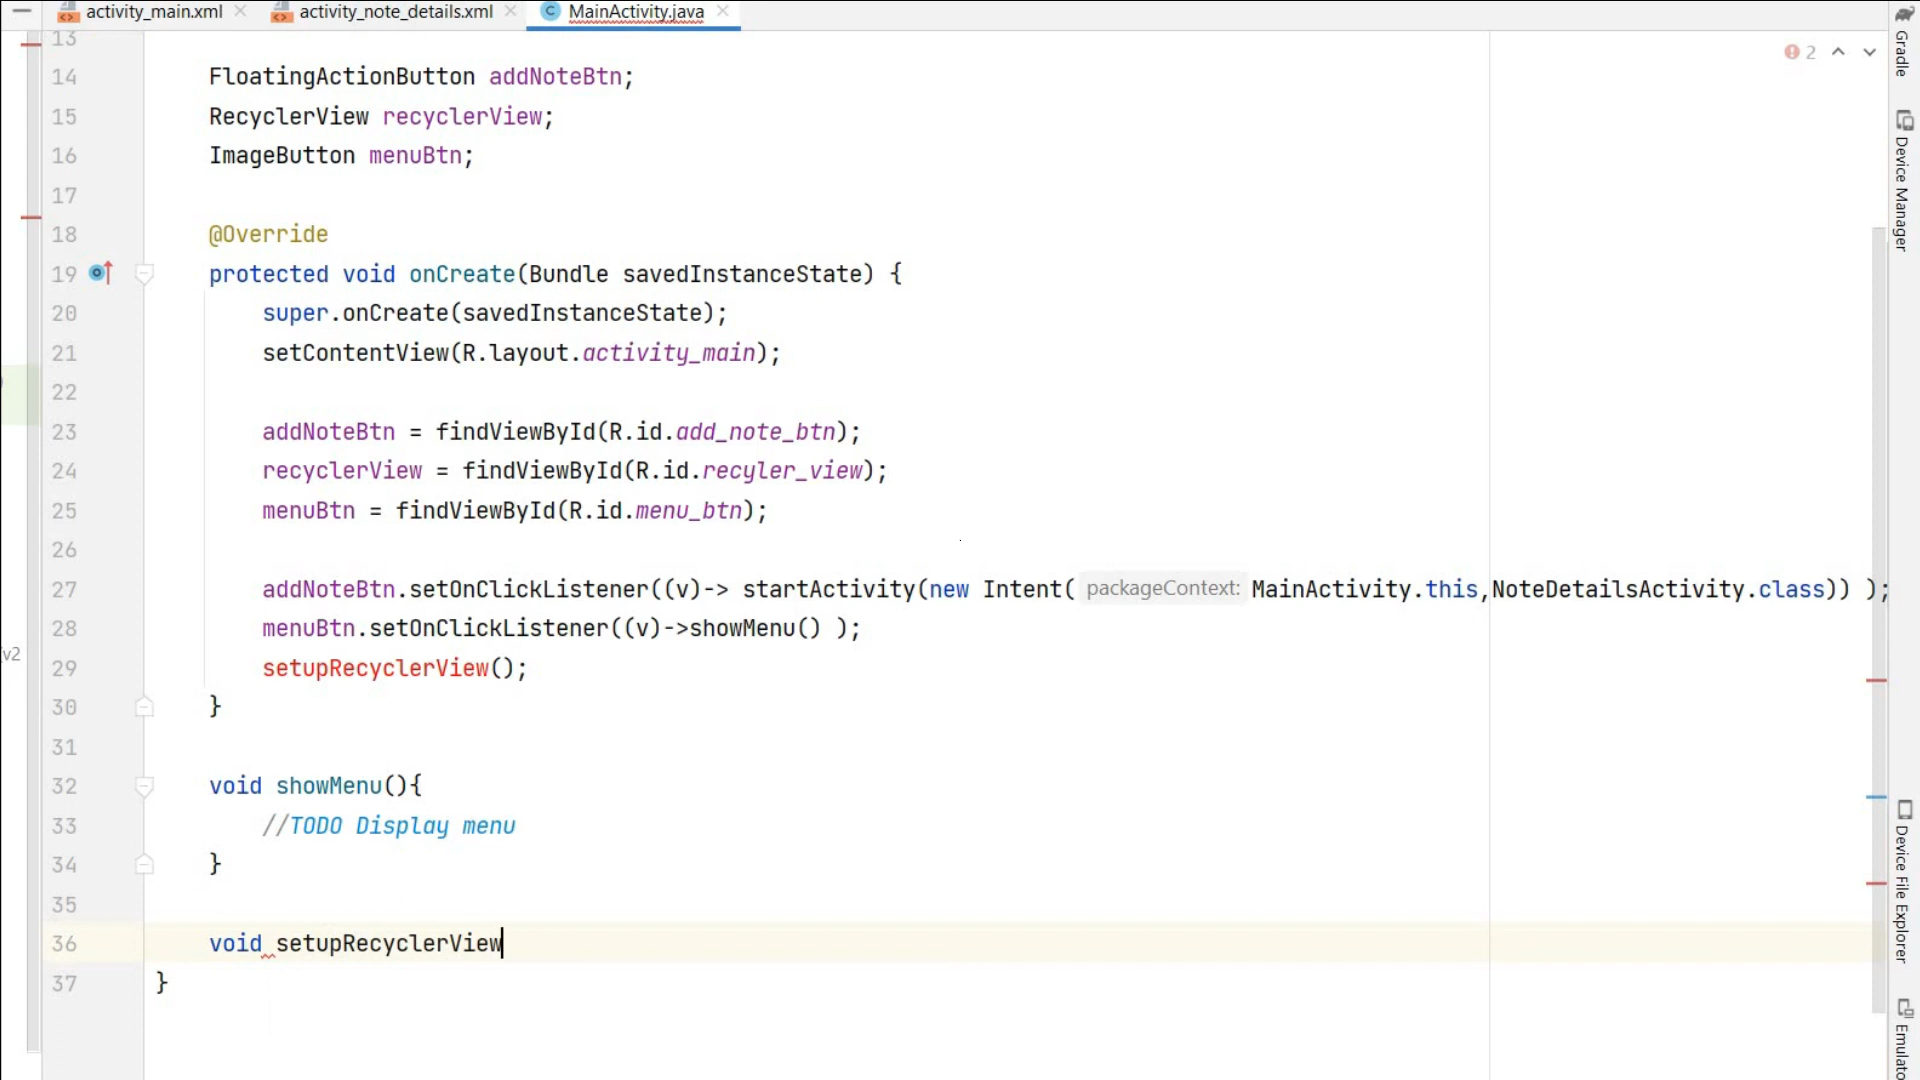 activity_main.xml activity_note_details.xml MainActivity.java
13
14 FloatingActionButton addNoteBtn;
15 RecyclerView recyclerView;
16 ImageButton menuBtn;
17
18 @Override
19 protected void onCreate(Bundle savedInstanceState) {
20 super.onCreate(savedInstanceState);
21 setContentView(R.layout.activity_main);
22
23 addNoteBtn = findViewById(R.id.add_note_btn);
24 recyclerView = findViewById(R.id.recyler_view);
25 menuBtn = findViewById(R.id.menu_btn);
26
27 addNoteBtn.setOnClickListener((v)-> startActivity(new Intent( packageContext: MainActivity.this,NoteDetailsActivity.class)) );
28 menuBtn.setOnClickListener((v)->showMenu() );
29 setupRecyclerView();
30 }
31
32 void showMenu(){
33 //TODO Display menu
34 }
35
36 void setupRecyclerView
37 }
2
v2
Gradle
Device Manager
Device File Explorer
Emulato